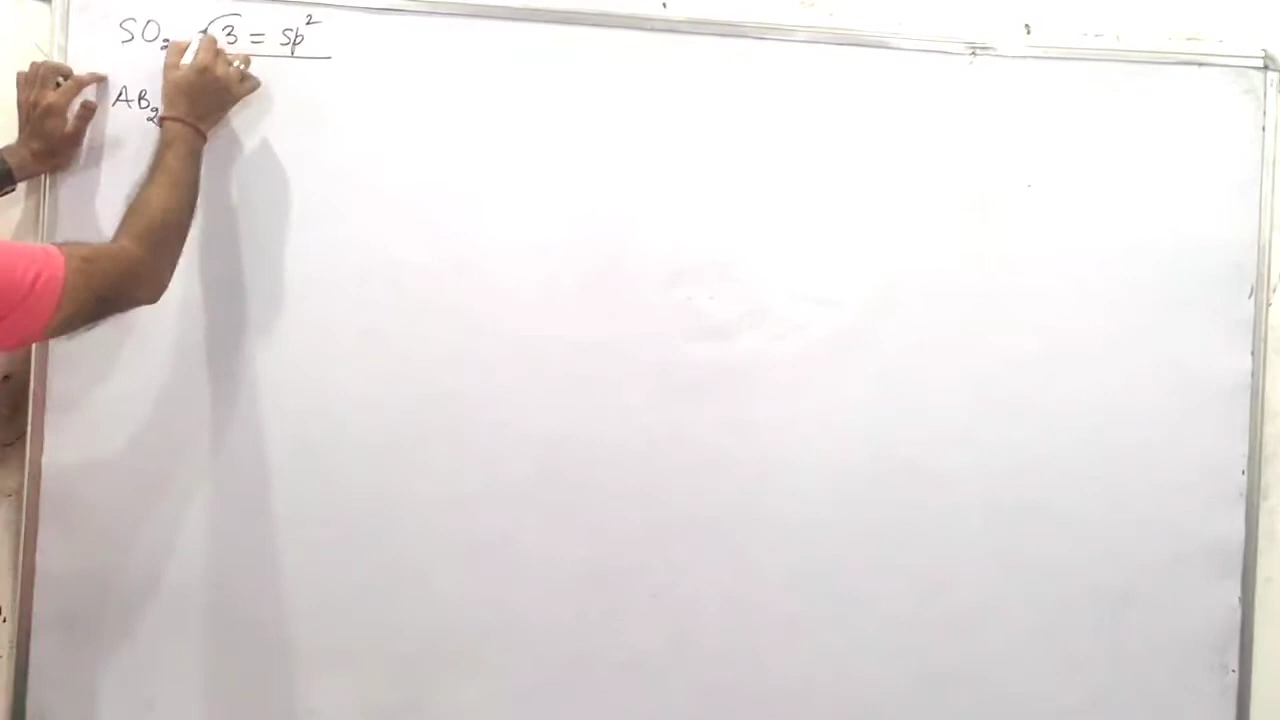 SO₂ 3 = sp²
AB₂